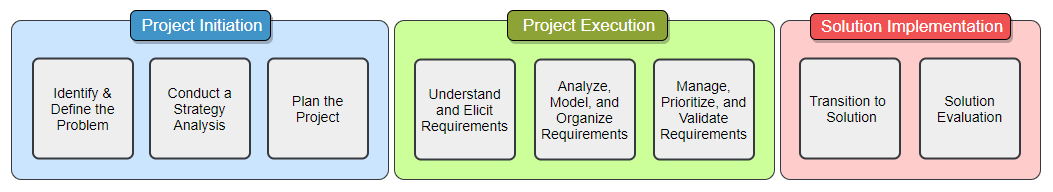 Project Initiation
Identify &
Define the
Problem
Conduct a
Strategy
Analysis
Plan the
Project
Project Execution
Understand
and Elicit
Requirements
Analyze,
Model, and
Organize
Requirements
Manage,
Prioritize, and
Validate
Requirements
Solution Implementation
Transition to
Solution
Solution
Evaluation